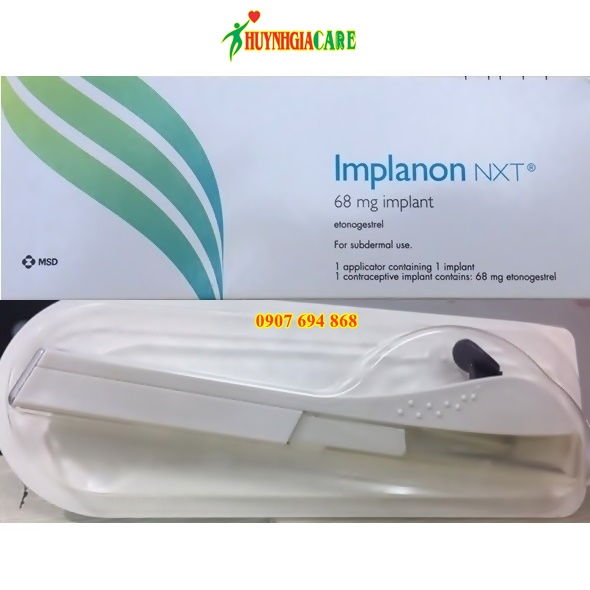 HUYNHGIACARE
Implanon NXT®
68 mg implant
etonogestrel
For subdermal use.
1 applicator containing 1 implant
1 contraceptive implant contains: 68 mg etonogestrel
MSD
0907 694 868